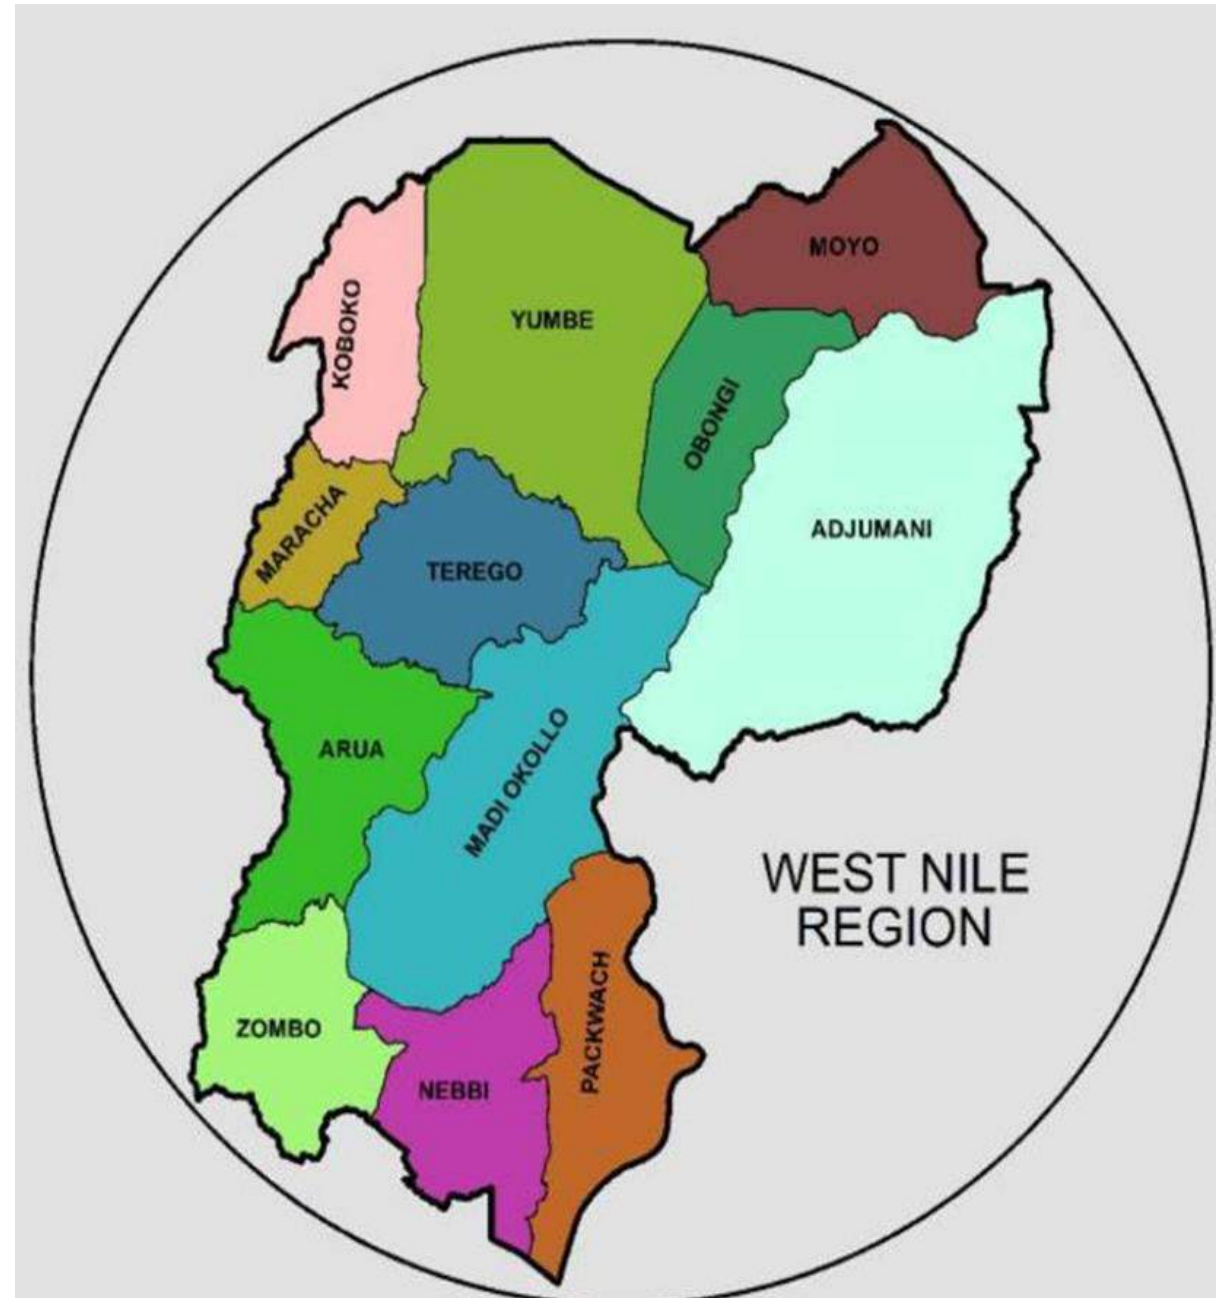 MOYO
YUMBE
KOBOKO
OBONGI
MARACHA
ADJUMANI
TEREGO
ARUA
MADI OKOLLO
WEST NILE
REGION
PACKWACH
ZOMBO
NEBBI